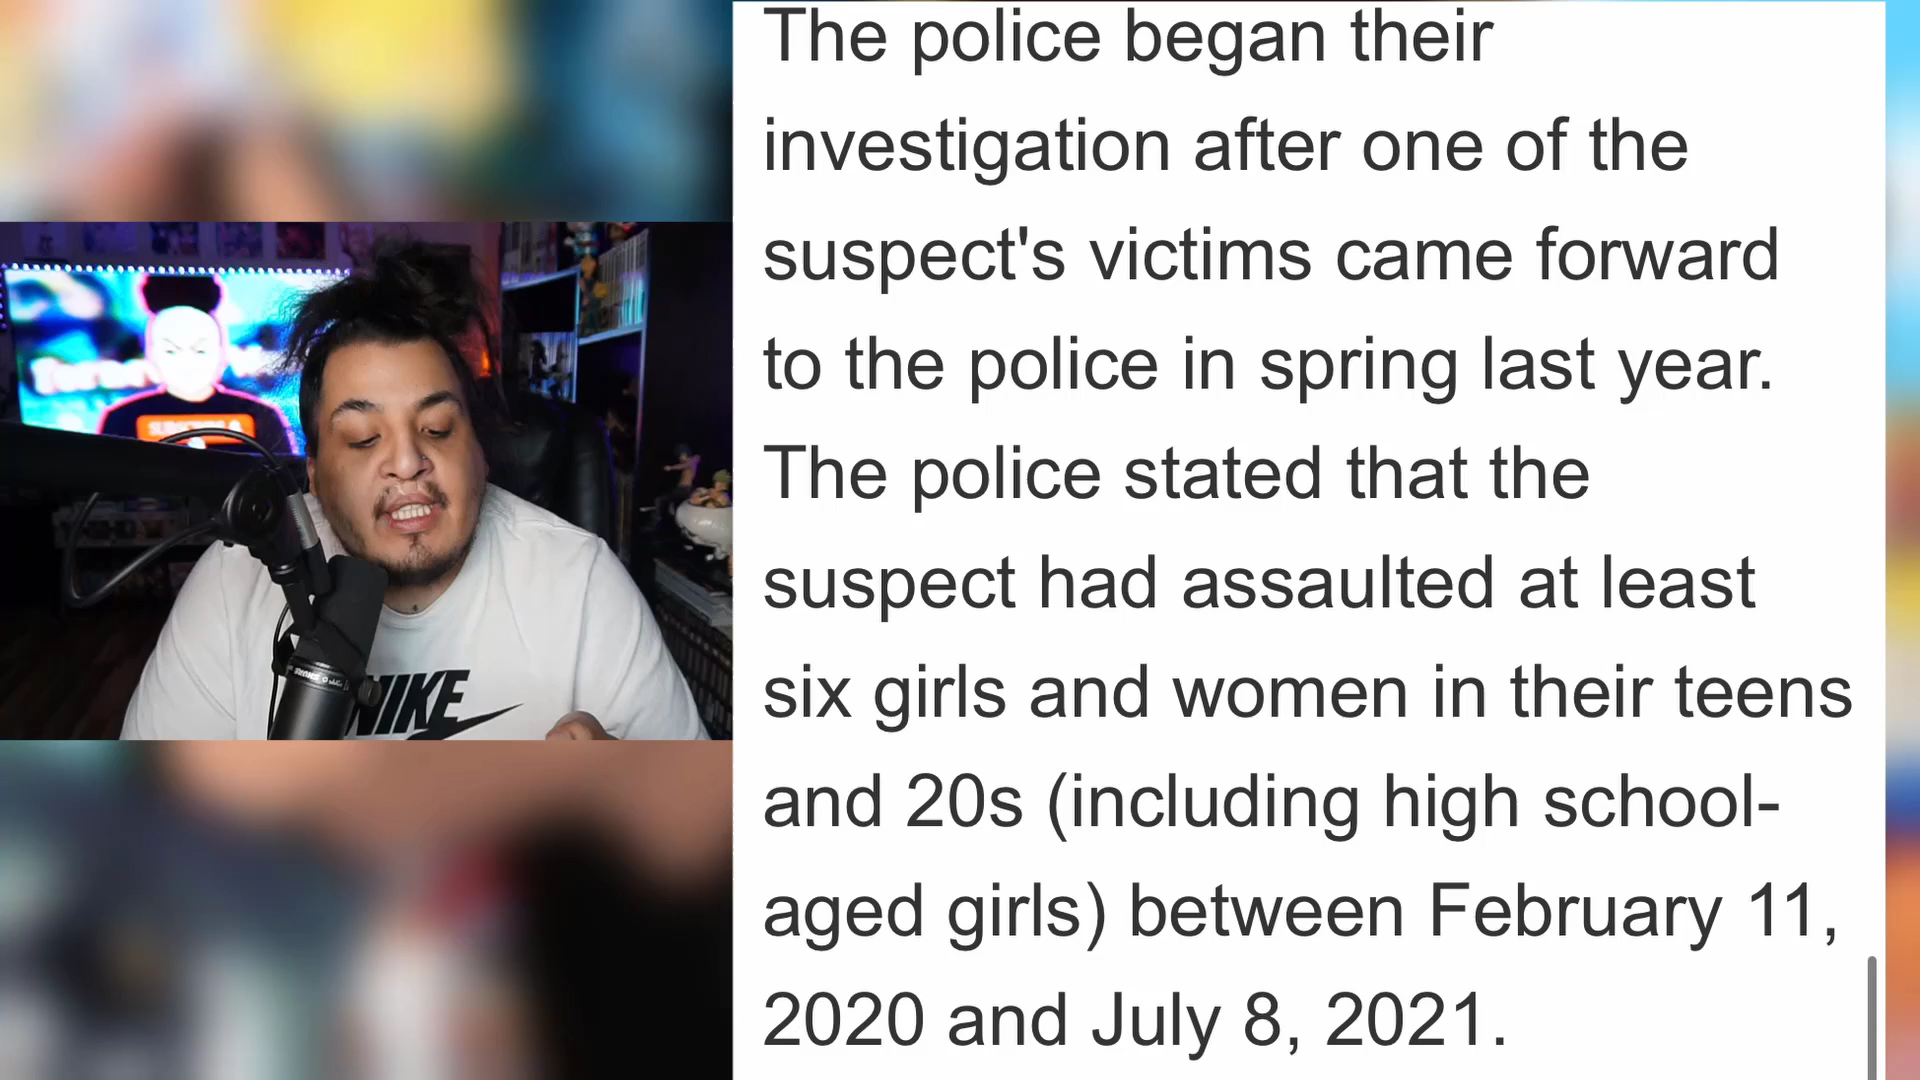 The police began their
investigation after one of the
suspect's victims came forward
to the police in spring last year.
The police stated that the
suspect had assaulted at least
six girls and women in their teens
and 20s (including high school-
aged girls) between February 11,
2020 and July 8, 2021.
SUBSCRIBE
NIKE